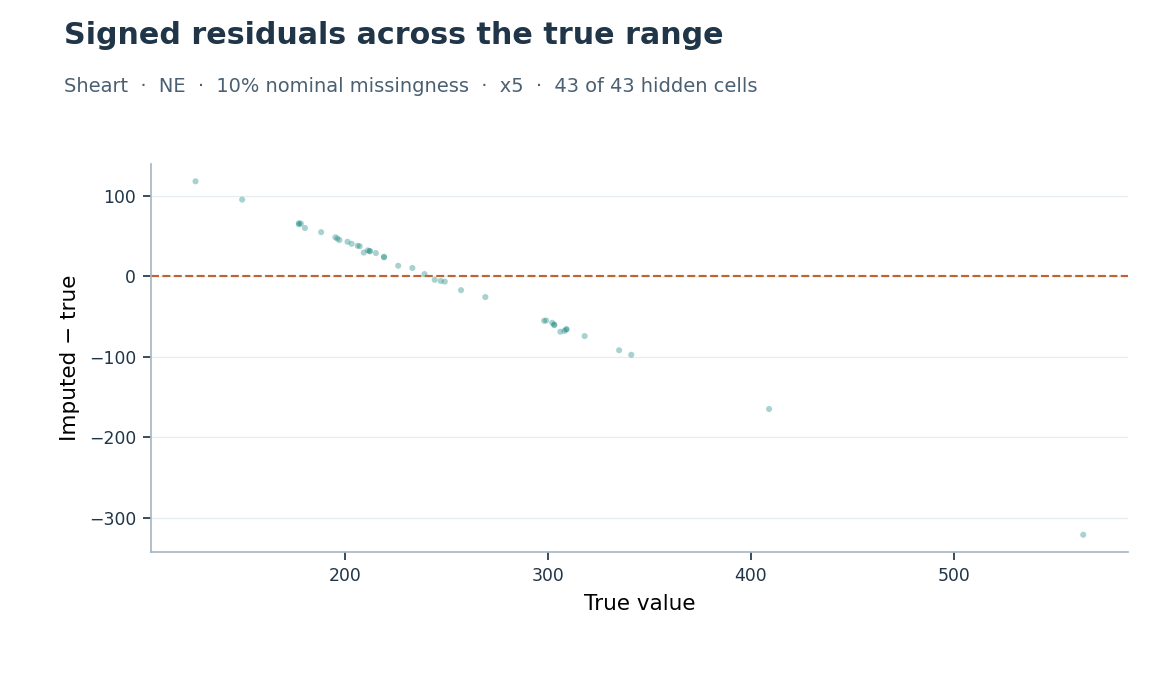 Signed residuals across the true range
Sheart · NE · 10% nominal missingness · x5 · 43 of 43 hidden cells
Imputed − true
100
0
−100
−200
−300
200 300 400 500
True value